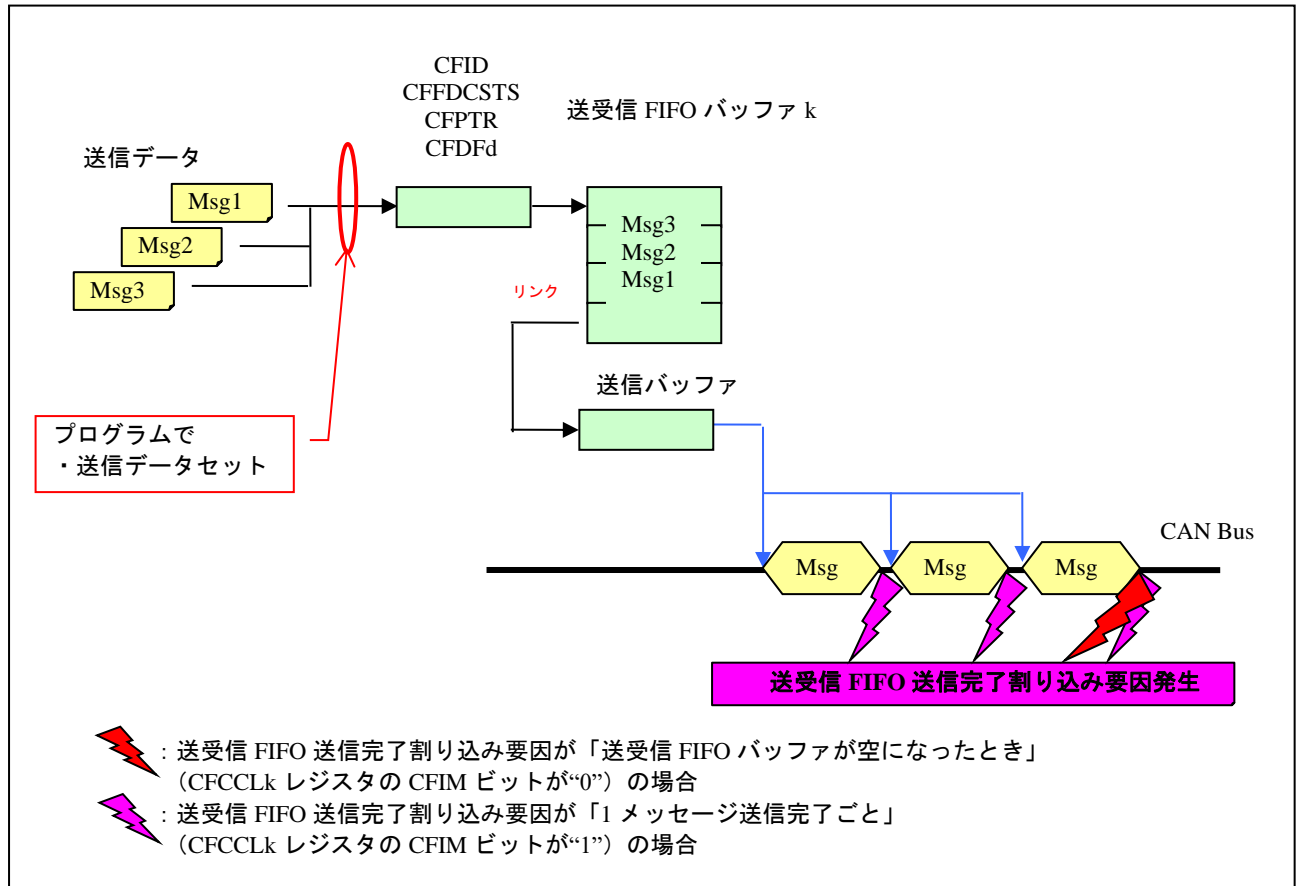 CFID
CFFDCSTS
CFPTR
CFDFd
送受信 FIFO バッファ k
送信データ
Msg1
Msg2
Msg3
Msg3
Msg2
Msg1
リンク
送信バッファ
プログラムで
・送信データセット
CAN Bus
Msg
Msg
Msg
送受信 FIFO 送信完了割り込み要因発生
：送受信 FIFO 送信完了割り込み要因が「送受信 FIFO バッファが空になったとき」
（CFCCLk レジスタの CFIM ビットが“0”）の場合
：送受信 FIFO 送信完了割り込み要因が「1 メッセージ送信完了ごと」
（CFCCLk レジスタの CFIM ビットが“1”）の場合